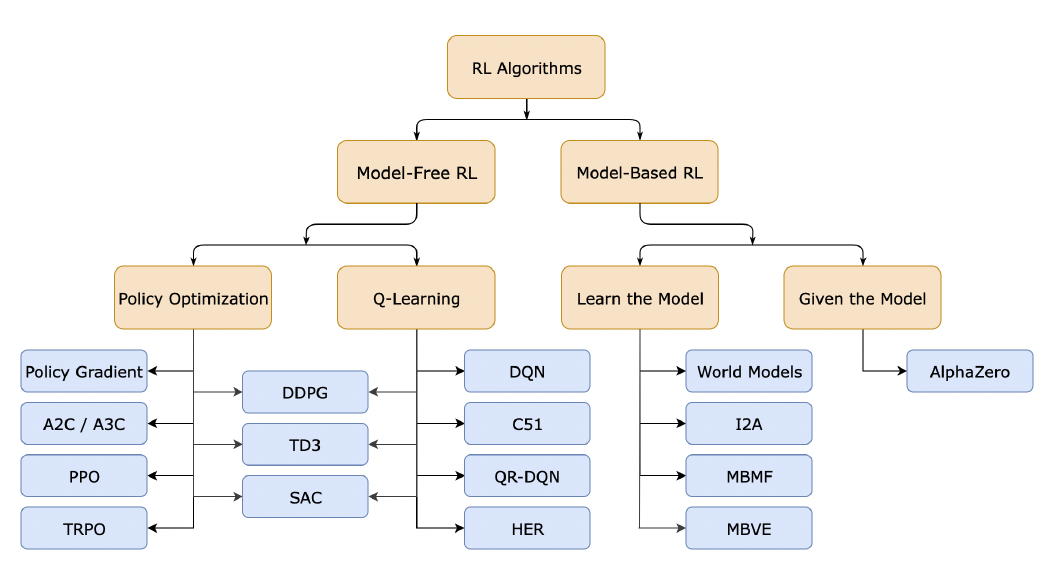 RL Algorithms
Model-Free RL
Model-Based RL
Policy Optimization
Q-Learning
Learn the Model
Given the Model
Policy Gradient
A2C / A3C
PPO
TRPO
DDPG
TD3
SAC
DQN
C51
QR-DQN
HER
World Models
I2A
MBMF
MBVE
AlphaZero